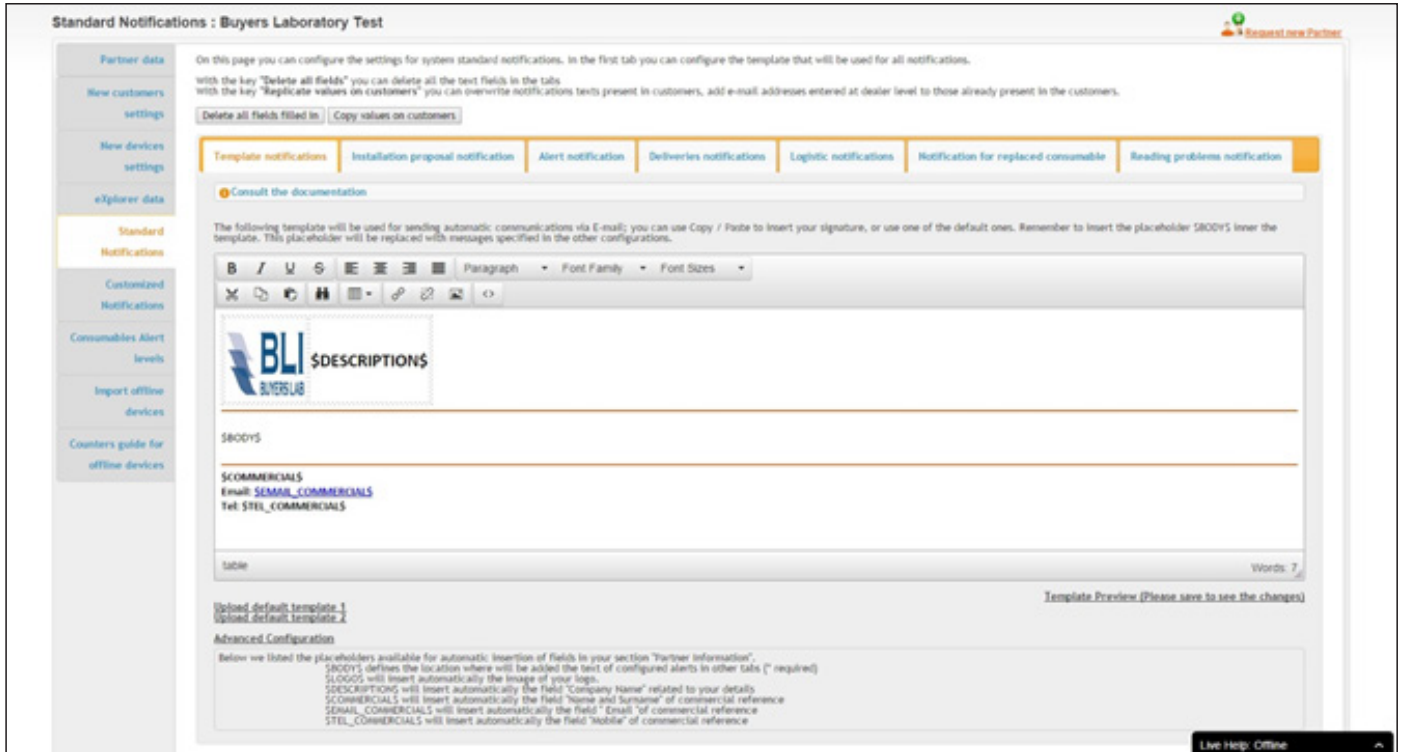 Standard Notifications : Buyers Laboratory Test
Request new Partner
Partner data
New customers
settings
New devices
settings
eXplorer data
Standard
Notifications
Customized
Notifications
Consumables Alert
levels
Import offline
devices
Counters guide for
offline devices
On this page you can configure the settings for system standard notifications. In the first tab you can configure the template that will be used for all notifications.
With the key "Delete all fields" you can delete all the text fields in the tabs
With the key "Replicate values on customers" you can overwrite notifications texts present in customers, add e-mail addresses entered at dealer level to those already present in the customers.
Delete all fields filled in Copy values on customers
Template notifications Installation proposal notification Alert notification Deliveries notifications Logistic notifications Notification for replaced consumable Reading problems notification
Consult the documentation
The following template will be used for sending automatic communications via E-mail; you can use Copy / Paste to insert your signature, or use one of the default ones. Remember to insert the placeholder $BODY$ inner the
template. This placeholder will be replaced with messages specified in the other configurations.
B I U S Paragraph Font Family Font Sizes
BLI $DESCRIPTION$
BUYERS LAB
$BODY$
$COMMERCIAL$
Email: $EMAIL_COMMERCIAL$
Tel: $TEL_COMMERCIAL$
table Words: 7
Template Preview (Please save to see the changes)
Upload default template 1
Upload default template 2
Advanced Configuration
Below we listed the placeholders available for automatic insertion of fields in your section "Partner Information".
$BODY$ defines the location where will be added the text of configured alerts in other tabs (* required)
$LOGO$ will insert automatically the image of your logo.
$DESCRIPTION$ will insert automatically the field "Company Name" related to your details
$COMMERCIAL$ will insert automatically the field "Name and Surname" of commercial reference
$EMAIL_COMMERCIAL$ will insert automatically the field " Email "of commercial reference
$TEL_COMMERCIAL$ will insert automatically the field "Mobile" of commercial reference
Live Help: Offline